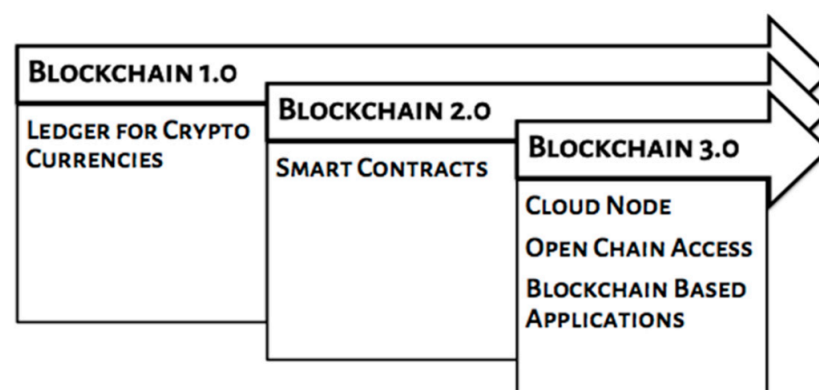 BLOCKCHAIN 1.0
LEDGER FOR CRYPTO
CURRENCIES
BLOCKCHAIN 2.0
SMART CONTRACTS
BLOCKCHAIN 3.0
CLOUD NODE
OPEN CHAIN ACCESS
BLOCKCHAIN BASED
APPLICATIONS